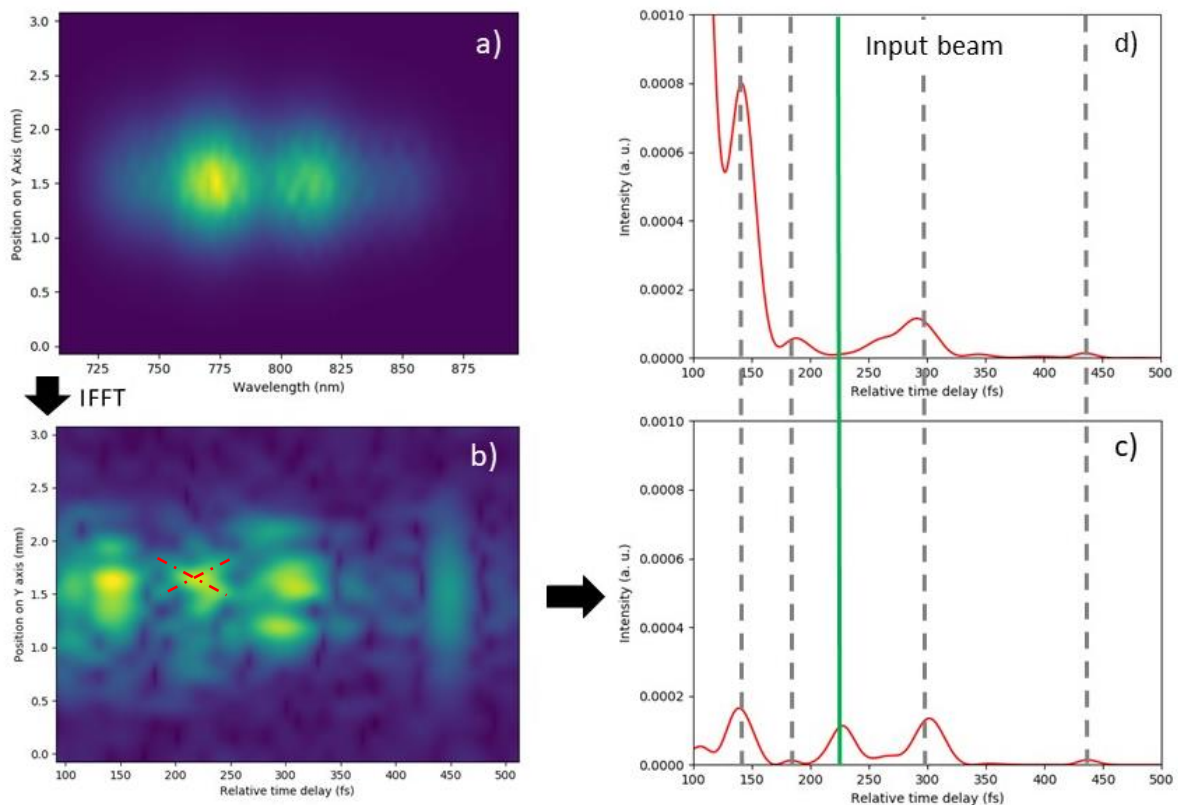 a)
Position on Y Axis (mm)
3.0
2.5
2.0
1.5
1.0
0.5
0.0
725 750 775 800 825 850 875
Wavelength (nm)
IFFT
b)
Position on Y axis (mm)
3.0
2.5
2.0
1.5
1.0
0.5
0.0
100 150 200 250 300 350 400 450 500
Relative time delay (fs)
Input beam
d)
Intensity (a. u.)
0.0010
0.0008
0.0006
0.0004
0.0002
0.0000
100 150 200 250 300 350 400 450 500
Relative time delay (fs)
c)
Intensity (a. u.)
0.0010
0.0008
0.0006
0.0004
0.0002
0.0000
100 150 200 250 300 350 400 450 500
Relative time delay (fs)